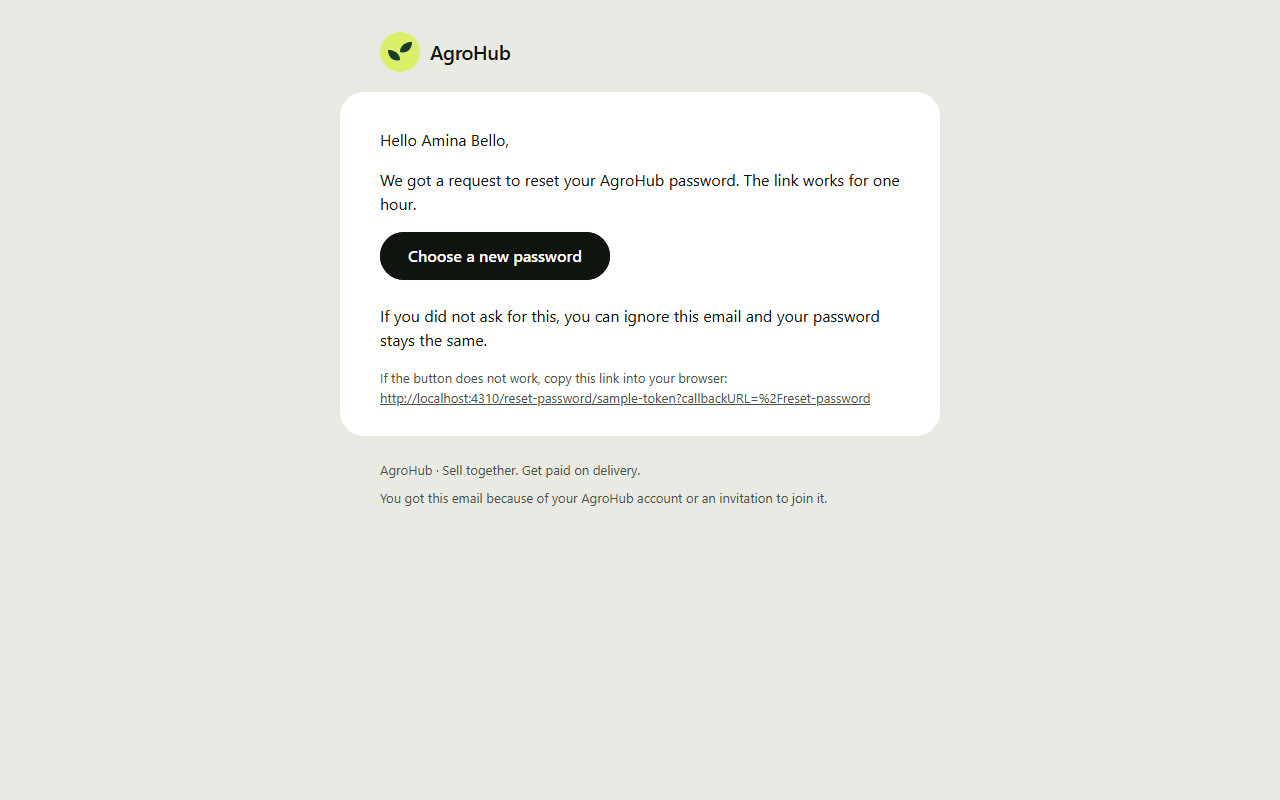 AgroHub
Hello Amina Bello,
We got a request to reset your AgroHub password. The link works for one
hour.
Choose a new password
If you did not ask for this, you can ignore this email and your password
stays the same.
If the button does not work, copy this link into your browser:
http://localhost:4310/reset-password/sample-token?callbackURL=%2Freset-password
AgroHub · Sell together. Get paid on delivery.
You got this email because of your AgroHub account or an invitation to join it.